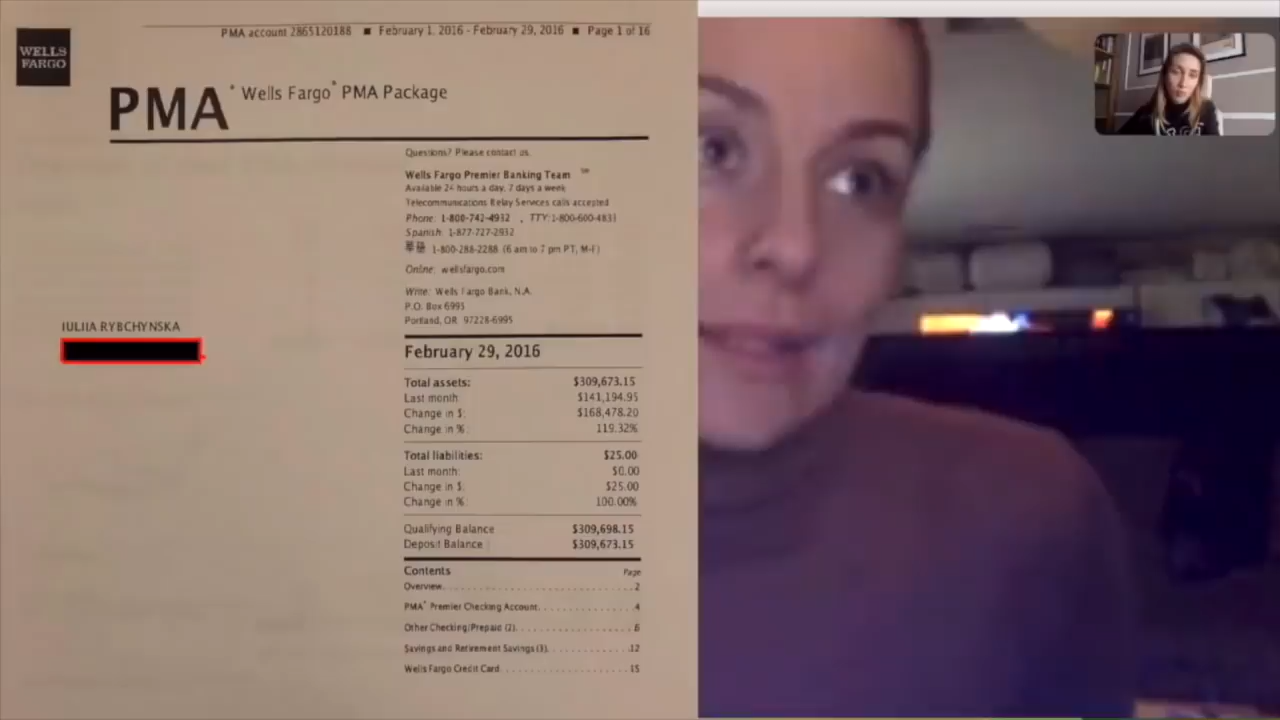 PMA account 2865120188 ■ February 1, 2016 - February 29, 2016 ■ Page 1 of 16
WELLS
FARGO
PMA® Wells Fargo® PMA Package
Questions? Please contact us.
Wells Fargo Premier Banking Team℠
Available 24 hours a day, 7 days a week
Telecommunications Relay Services calls accepted
Phone: 1-800-742-4932 , TTY: 1-800-600-4833
Spanish: 1-877-727-2932
1-800-288-2288 (6 am to 7 pm PT, M-F)
Online: wellsfargo.com
Write: Wells Fargo Bank, N.A.
P.O. Box 6995
Portland, OR 97228-6995
IULIIA RYBCHYNSKA
February 29, 2016
Total assets: $309,673.15
Last month: $141,194.95
Change in $: $168,478.20
Change in %: 119.32%
Total liabilities: $25.00
Last month: $0.00
Change in $: $25.00
Change in %: 100.00%
Qualifying Balance $309,698.15
Deposit Balance : $309,673.15
Contents Page
Overview. 2
PMA® Premier Checking Account. 4
Other Checking/Prepaid (2). 6
Savings and Retirement Savings (3). 12
Wells Fargo Credit Card. 15